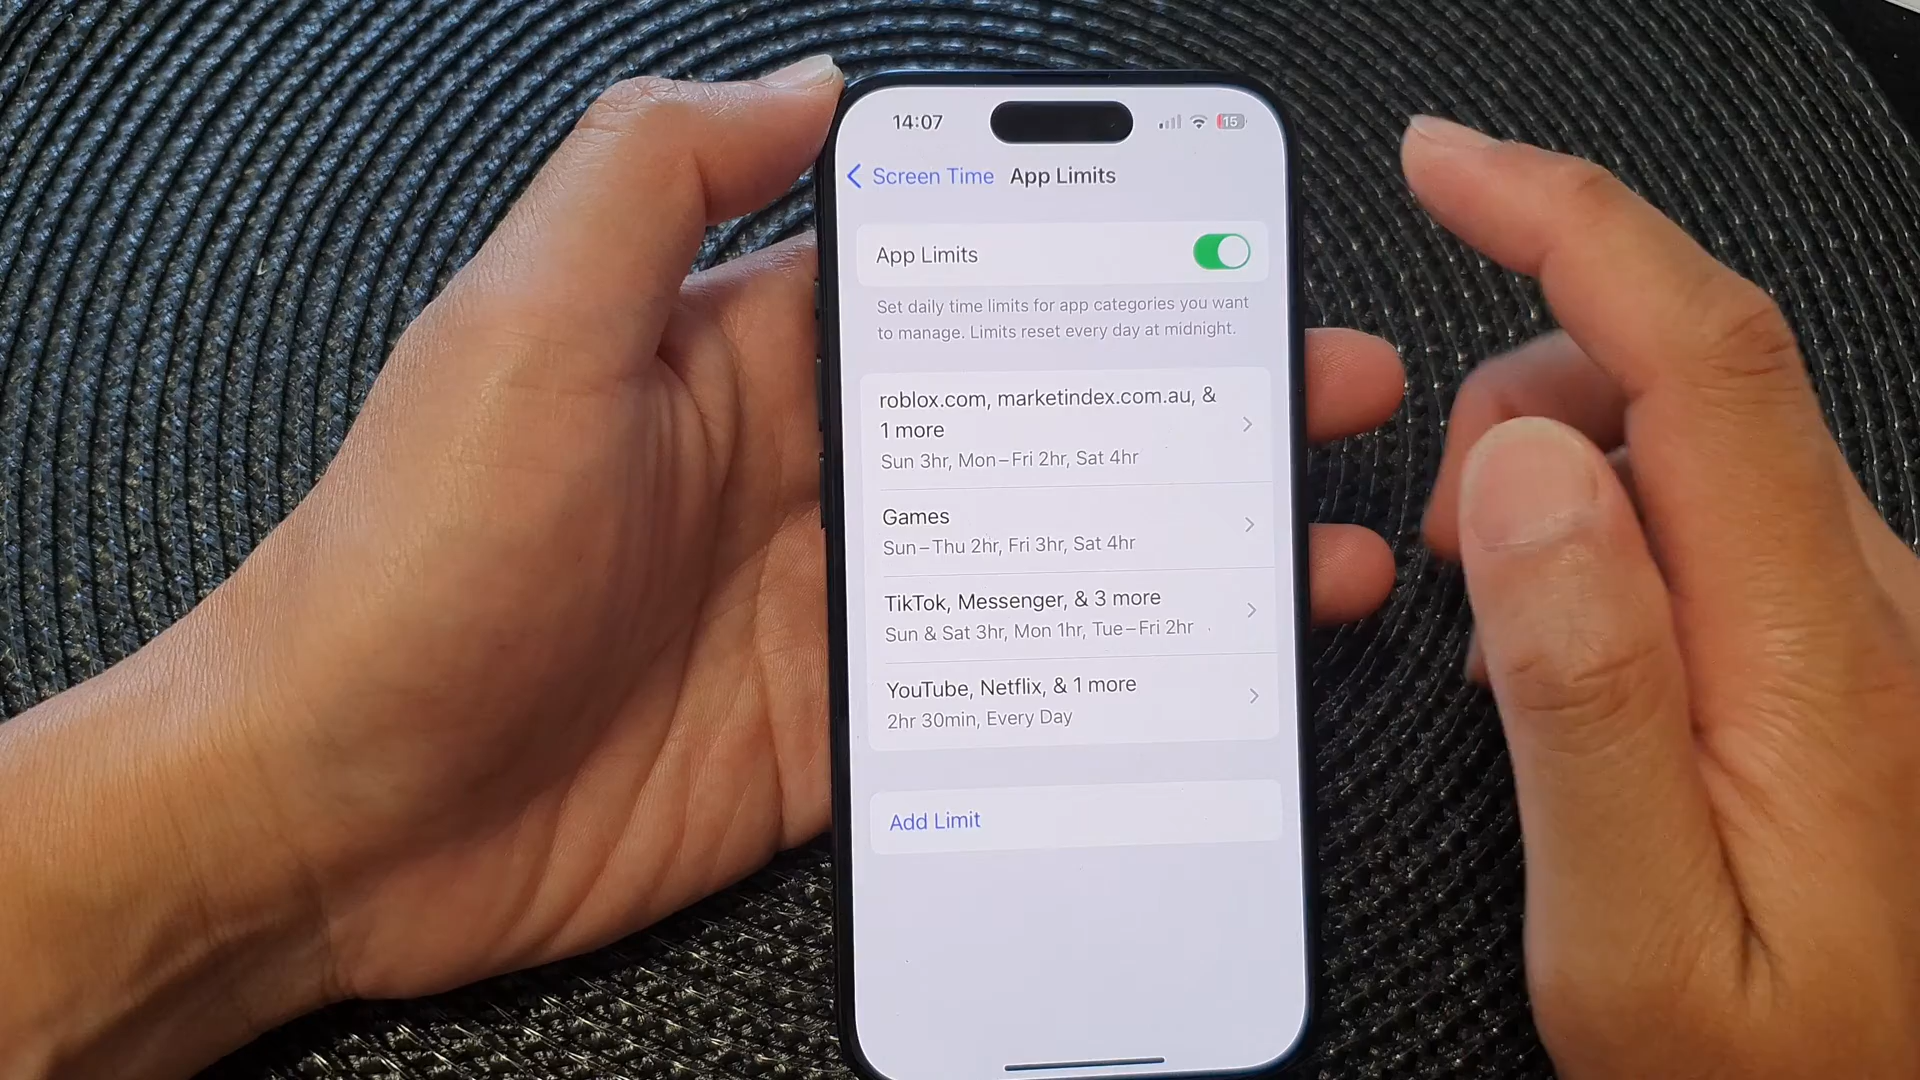 14:07
15
Screen Time App Limits
App Limits
Set daily time limits for app categories you want
to manage. Limits reset every day at midnight.
roblox.com, marketindex.com.au, &
1 more
Sun 3hr, Mon–Fri 2hr, Sat 4hr
Games
Sun–Thu 2hr, Fri 3hr, Sat 4hr
TikTok, Messenger, & 3 more
Sun & Sat 3hr, Mon 1hr, Tue–Fri 2hr
YouTube, Netflix, & 1 more
2hr 30min, Every Day
Add Limit